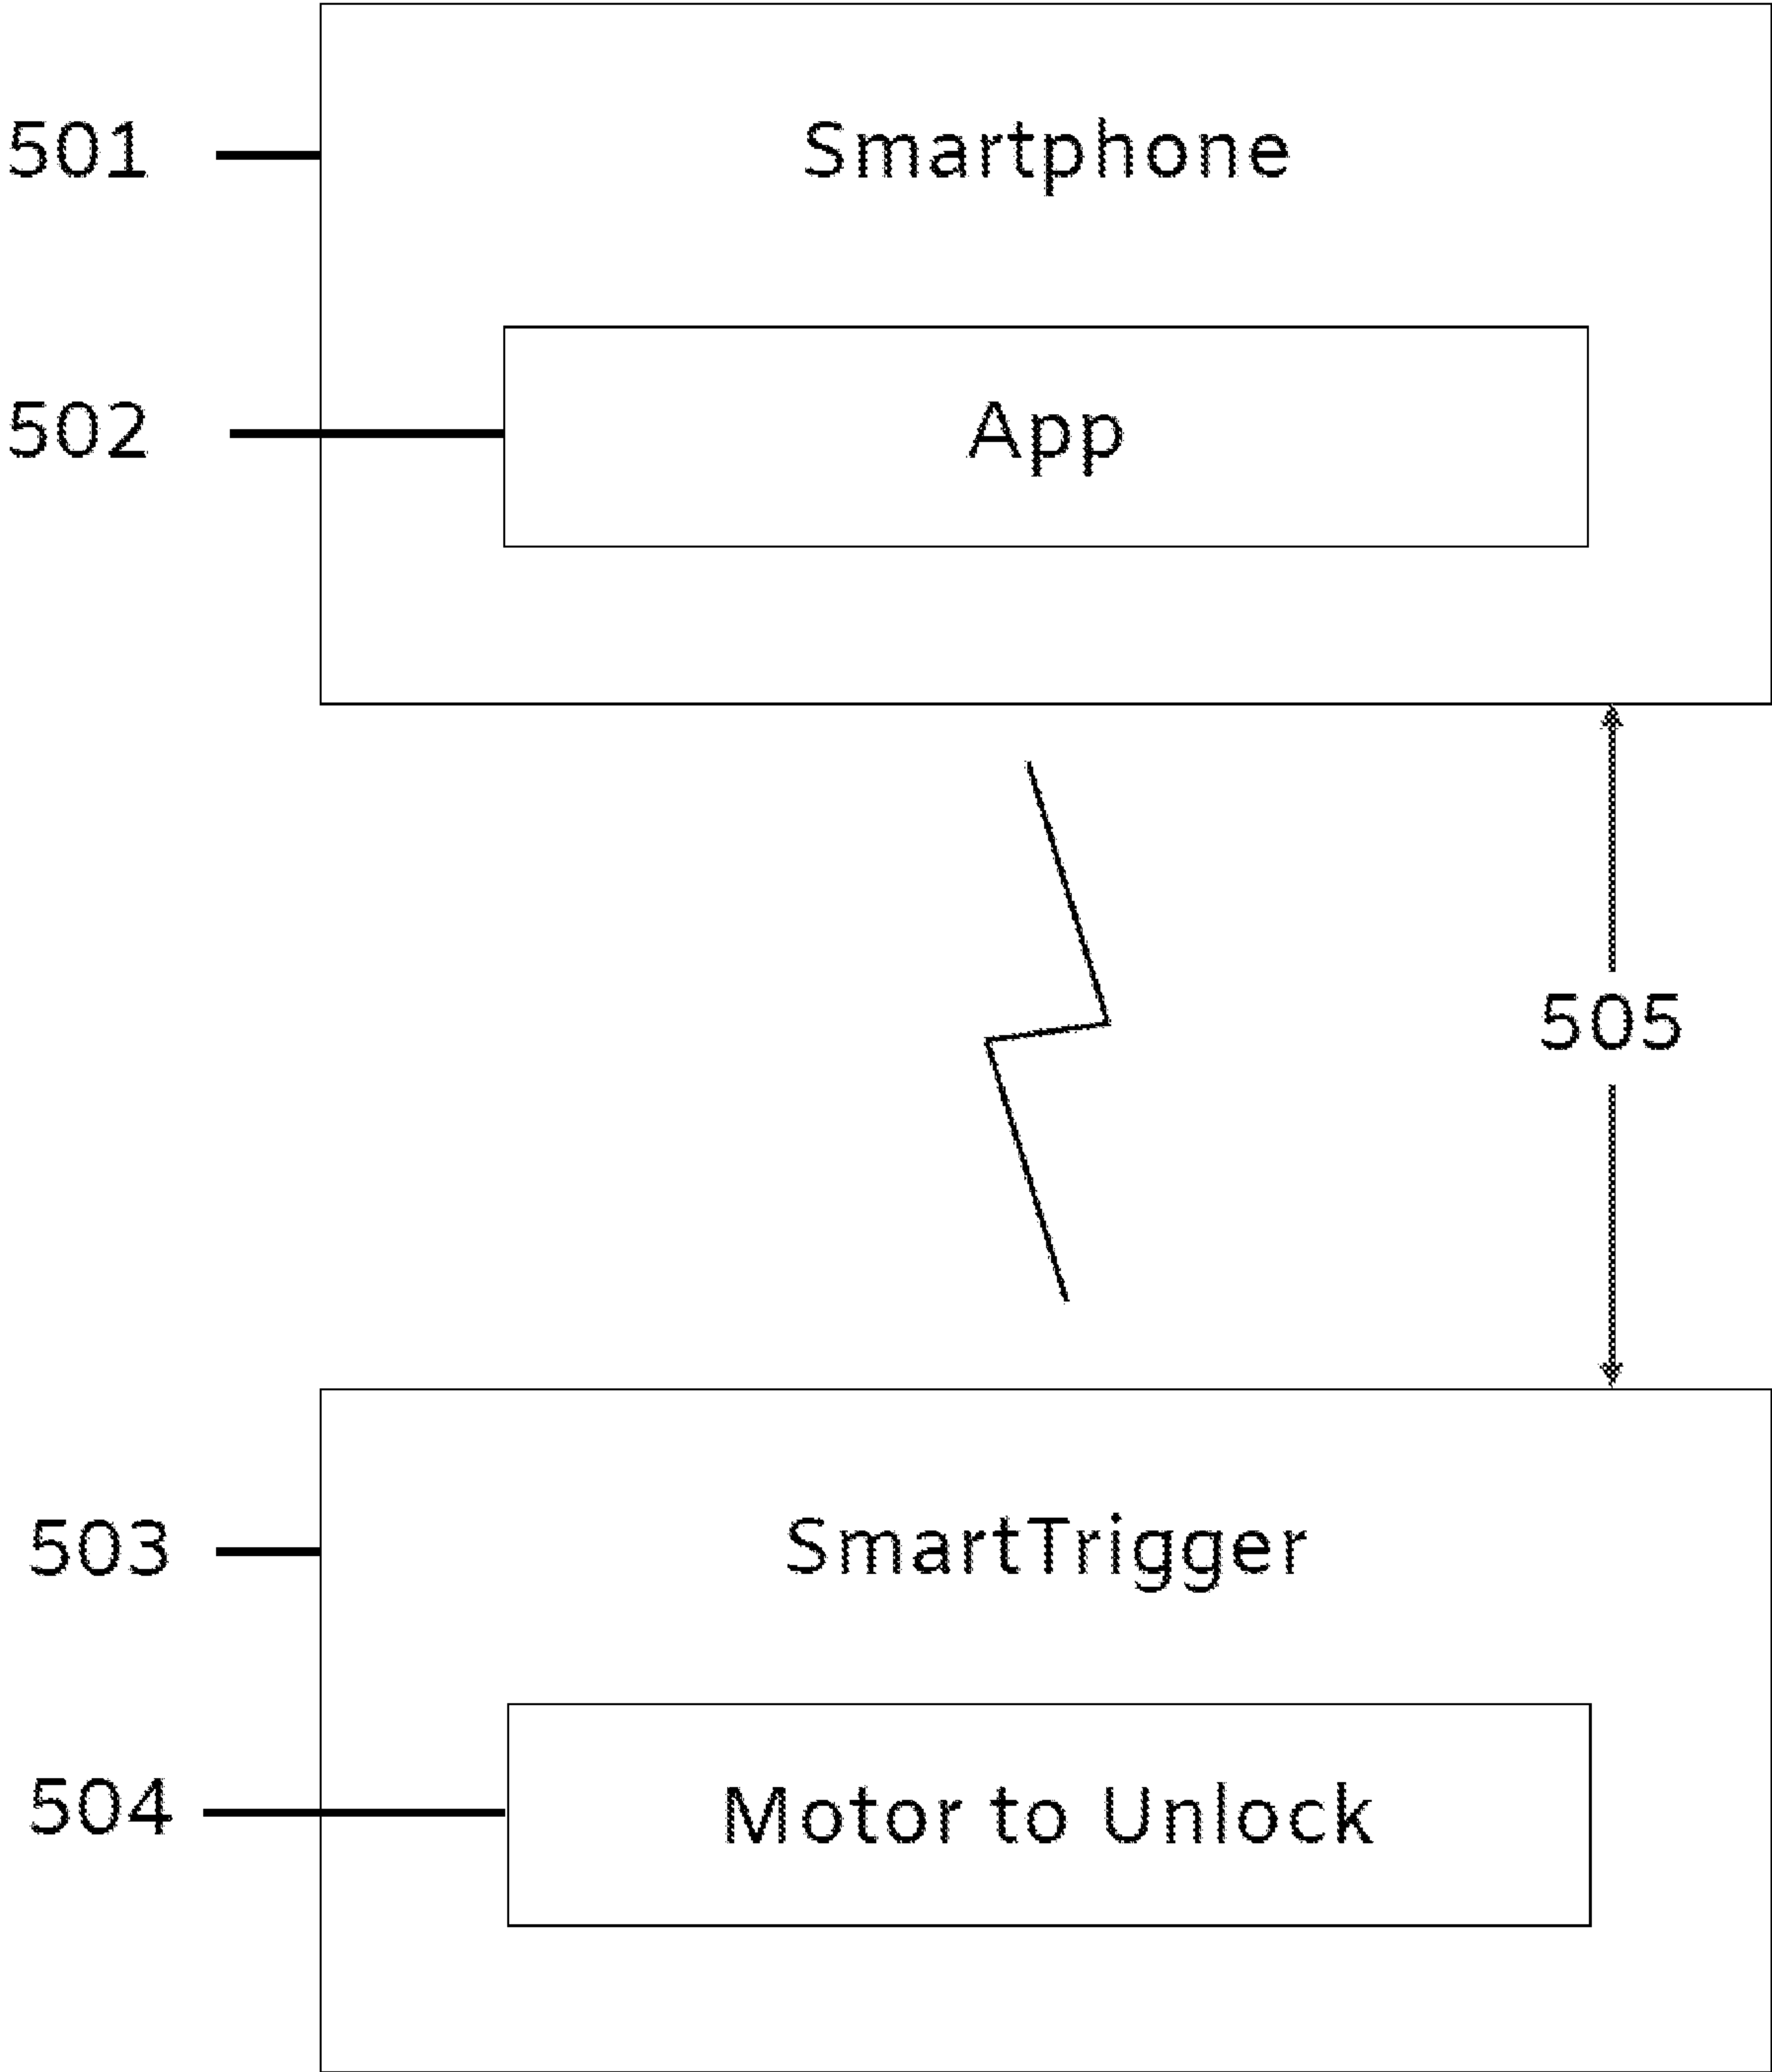 501 Smartphone
502 App
505
503 SmartTrigger
504 Motor to Unlock